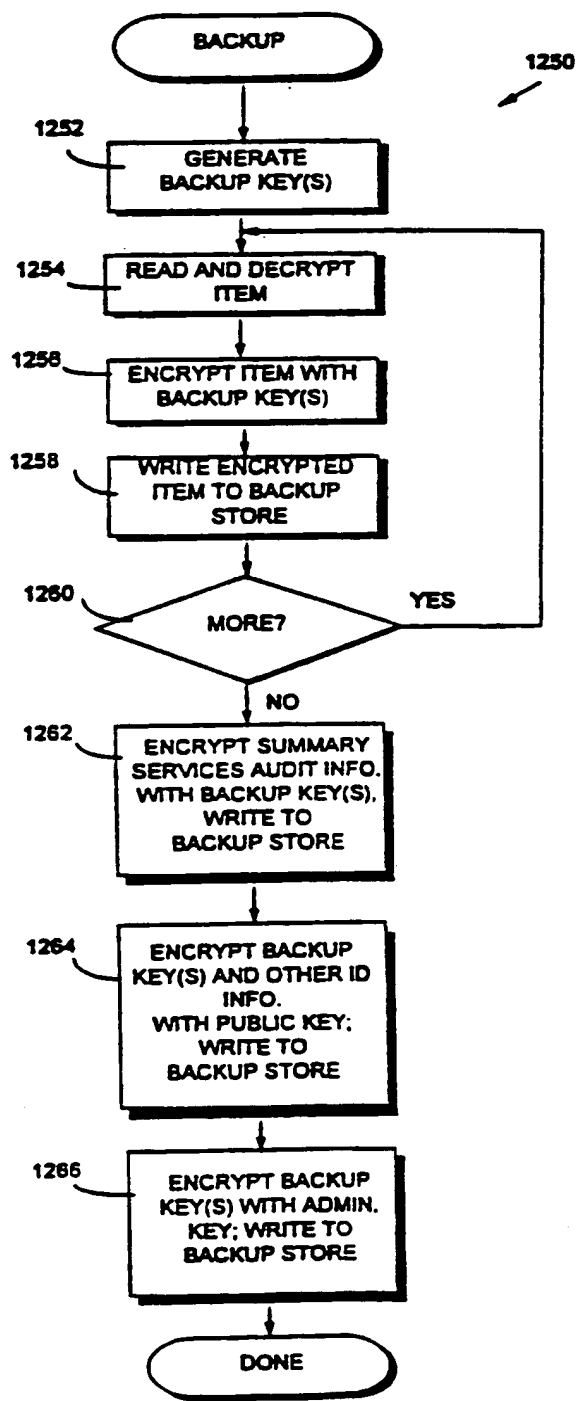 BACKUP
1250
1252
GENERATE
BACKUP KEY(S)
1254
READ AND DECRYPT
ITEM
1256
ENCRYPT ITEM WITH
BACKUP KEY(S)
1258
WRITE ENCRYPTED
ITEM TO BACKUP
STORE
1260
MORE?
YES
NO
1262
ENCRYPT SUMMARY
SERVICES AUDIT INFO.
WITH BACKUP KEY(S),
WRITE TO
BACKUP STORE
1264
ENCRYPT BACKUP
KEY(S) AND OTHER ID
INFO.
WITH PUBLIC KEY;
WRITE TO
BACKUP STORE
1266
ENCRYPT BACKUP
KEY(S) WITH ADMIN.
KEY; WRITE TO
BACKUP STORE
DONE